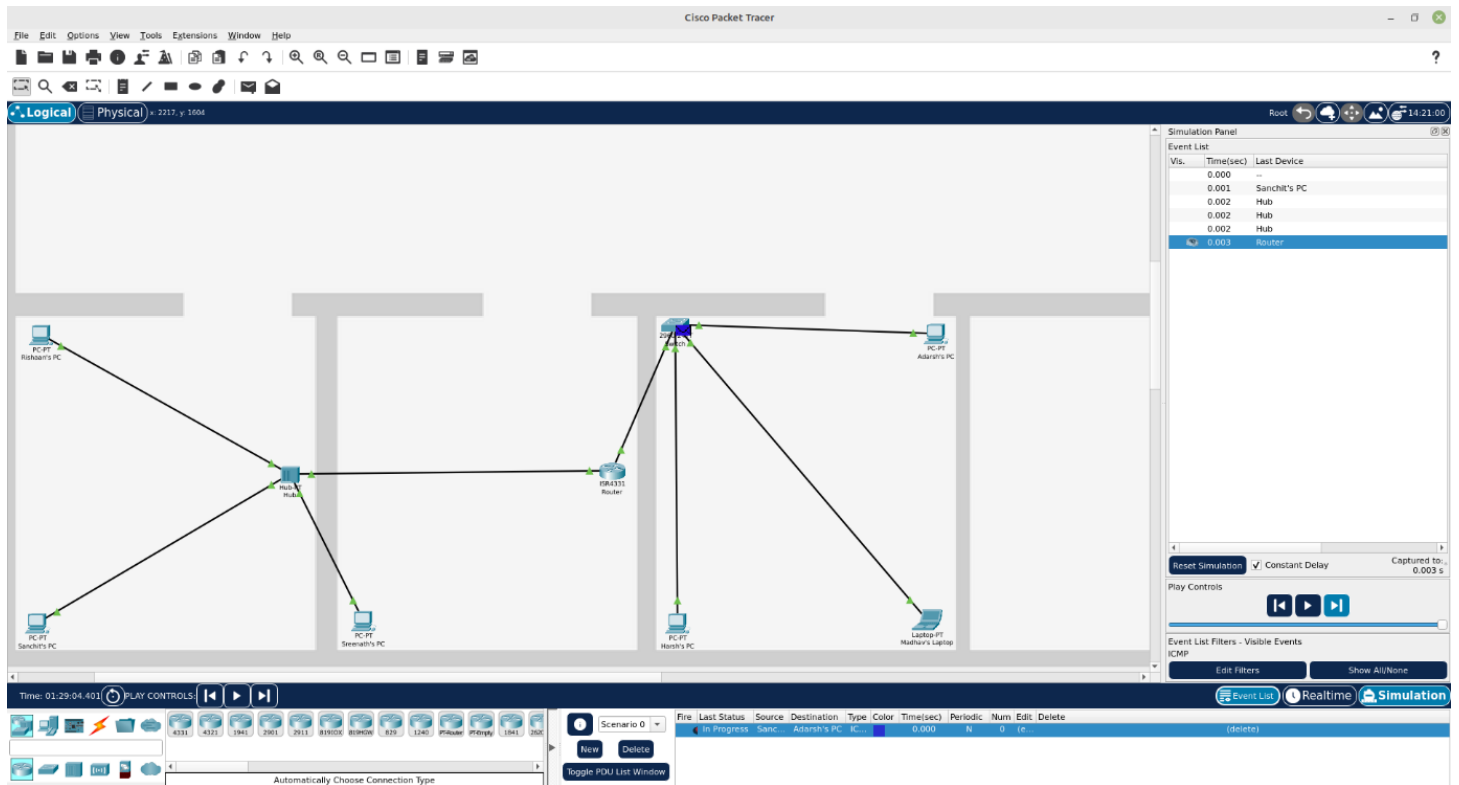 Cisco Packet Tracer
File Edit Options View Tools Extensions Window Help
?
Logical Physical x: 2217, y: 1604 Root 14:21:00
Simulation Panel
Event List
Vis. Time(sec) Last Device
0.000 --
0.001 Sanchit's PC
0.002 Hub
0.002 Hub
0.002 Hub
0.003 Router
PC-PT
Rishaan's PC
Switch
PC-PT
Adarsh's PC
Hub-PT
Hub
ISR4331
Router
PC-PT
Sanchit's PC
PC-PT
Sreenath's PC
PC-PT
Harsh's PC
Laptop-PT
Madhav's Laptop
Reset Simulation Constant Delay Captured to:
0.003 s
Play Controls
Event List Filters - Visible Events
ICMP
Edit Filters Show All/None
Time: 01:29:04.401 PLAY CONTROLS: Event List Realtime Simulation
4331 4321 1941 2901 2911 819IOX 819HGW 829 1240 PT-Router PT-Empty 1841
Automatically Choose Connection Type
Scenario 0
New Delete
Toggle PDU List Window
Fire Last Status Source Destination Type Color Time(sec) Periodic Num Edit Delete
In Progress Sanc... Adarsh's PC IC... 0.000 N 0 (e... (delete)